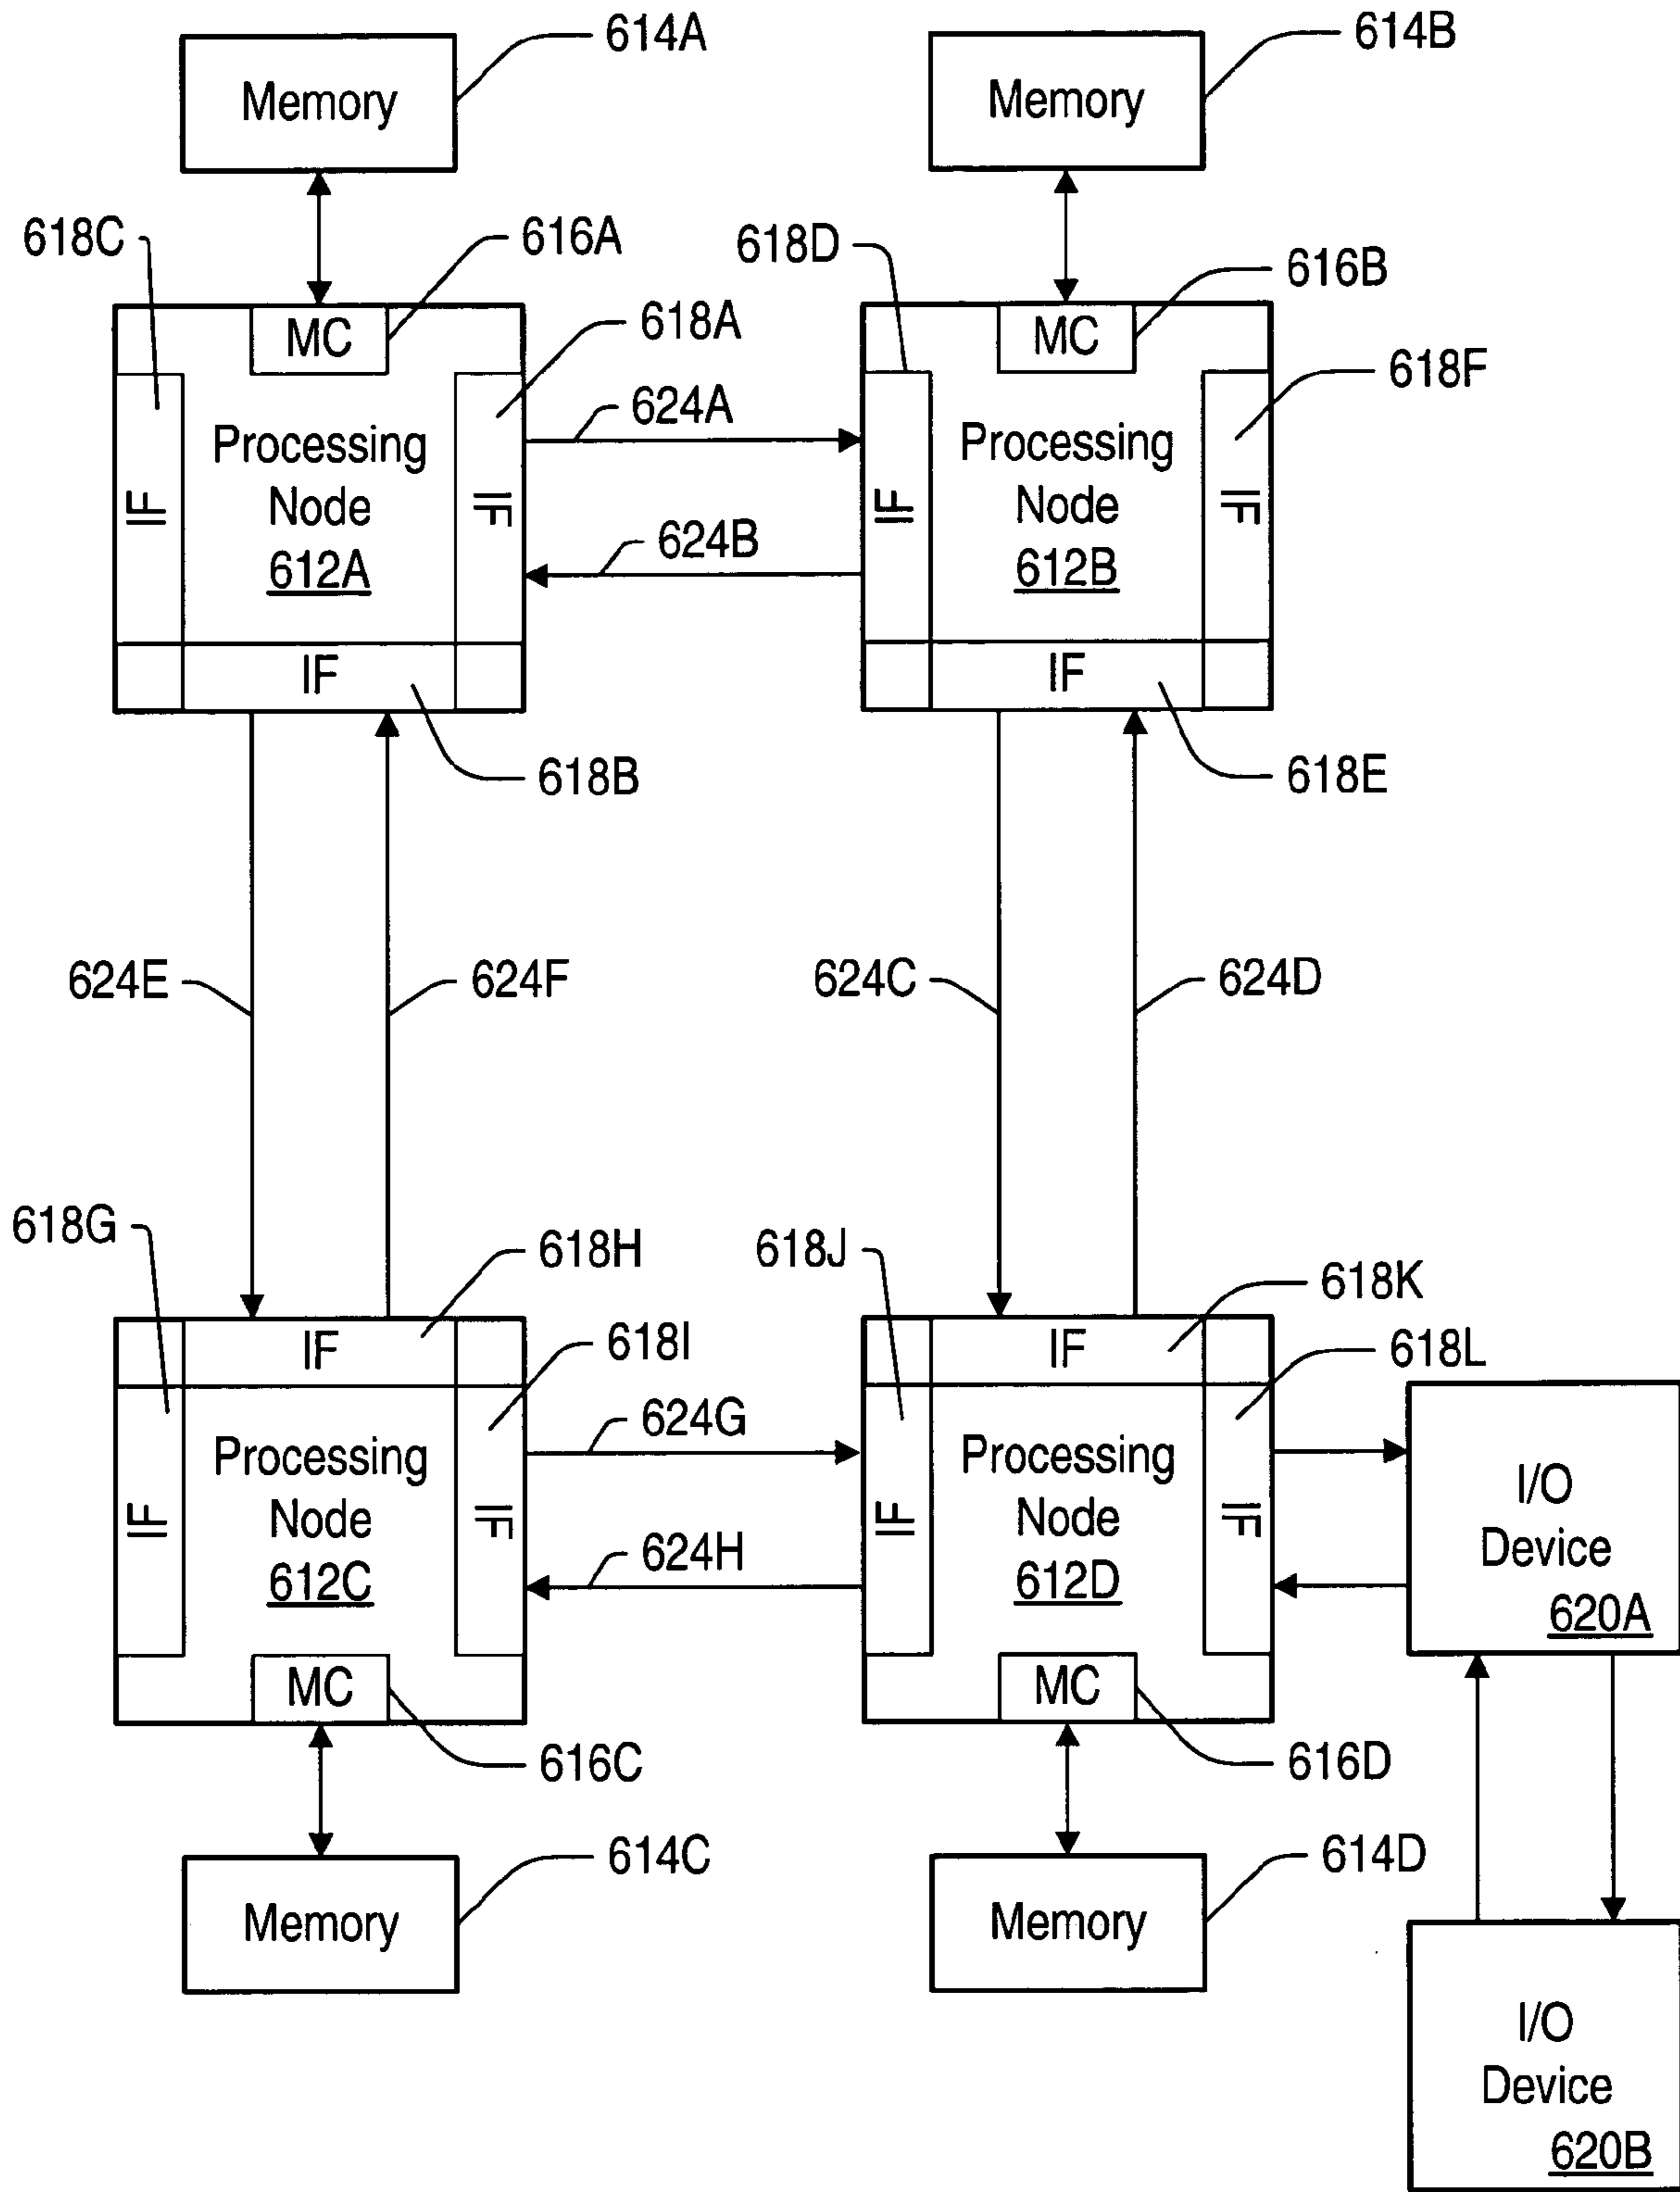 614A
614B
Memory
Memory
618C
616A
618D
616B
MC
618A
MC
618F
624A
Processing
Node
612A
IF
IF
Processing
Node
612B
IF
IF
624B
IF
IF
618B
618E
624E
624F
624C
624D
618G
618H
618J
618K
IF
618I
IF
618L
624G
Processing
Node
612C
IF
IF
Processing
Node
612D
IF
IF
I/O
Device
620A
624H
MC
MC
616C
616D
614C
614D
Memory
Memory
I/O
Device
620B